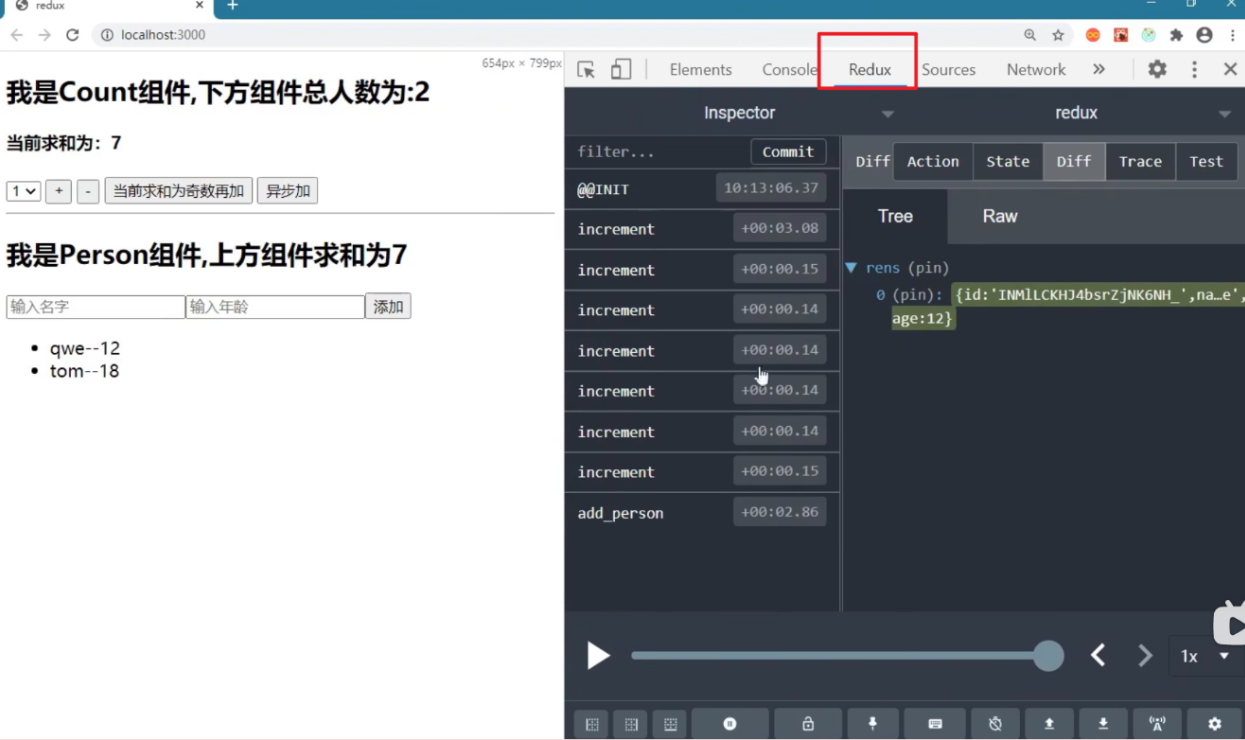 redux
localhost:3000
654px × 799px
我是Count组件,下方组件总人数为:2
当前求和为：7
1 + - 当前求和为奇数再加 异步加
我是Person组件,上方组件求和为7
输入名字 输入年龄 添加
qwe--12
tom--18
Elements Console Redux Sources Network »
Inspector redux
filter... Commit
@@INIT 10:13:06.37
increment +00:03.08
increment +00:00.15
increment +00:00.14
increment +00:00.14
increment +00:00.14
increment +00:00.14
increment +00:00.15
add_person +00:02.86
Diff Action State Diff Trace Test
Tree Raw
rens (pin)
0 (pin): {id:'INMlLCKHJ4bsrZjNK6NH_',na…e',
age:12}
1x